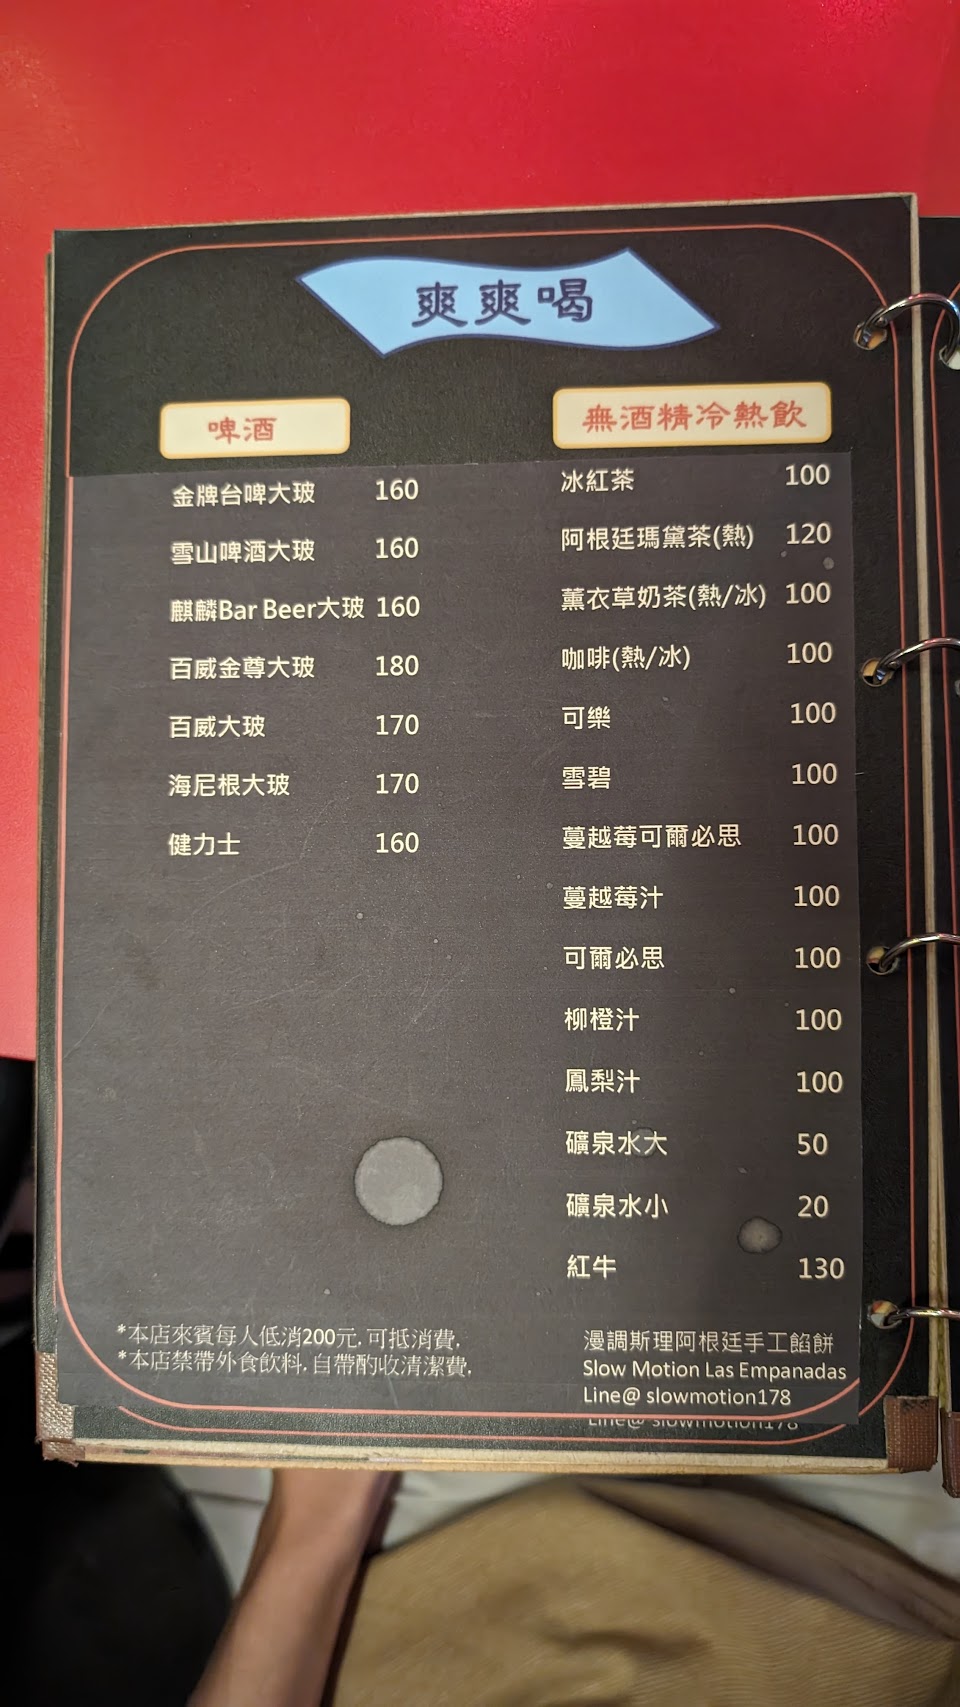 爽爽喝
啤酒
金牌台啤大玻 160
雪山啤酒大玻 160
麒麟Bar Beer大玻 160
百威金尊大玻 180
百威大玻 170
海尼根大玻 170
健力士 160
無酒精冷熱飲
冰紅茶 100
阿根廷瑪黛茶(熱) 120
薰衣草奶茶(熱/冰) 100
咖啡(熱/冰) 100
可樂 100
雪碧 100
蔓越莓可爾必思 100
蔓越莓汁 100
可爾必思 100
柳橙汁 100
鳳梨汁 100
礦泉水大 50
礦泉水小 20
紅牛 130
*本店來賓每人低消200元,可抵消費,
*本店禁帶外食飲料,自帶酌收清潔費,
漫調斯理阿根廷手工餡餅
Slow Motion Las Empanadas
Line@ slowmotion178
Line@ slowmotion178